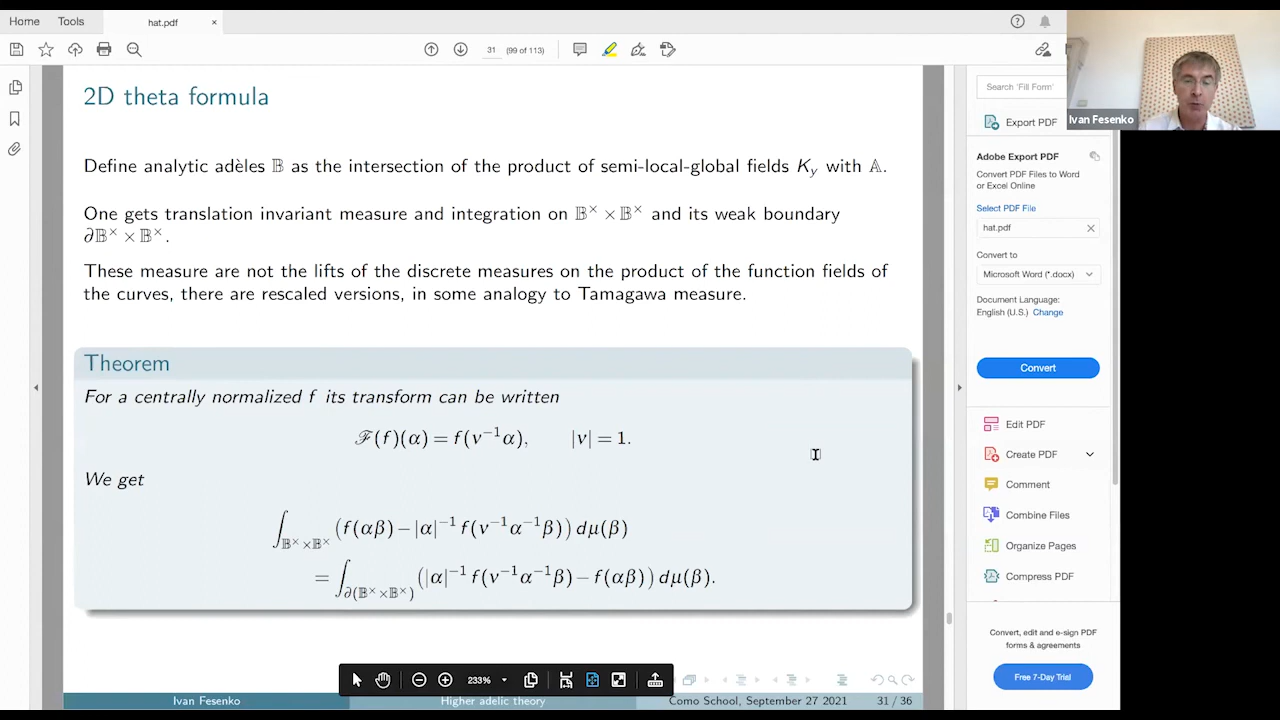 Home Tools hat.pdf ×
31 (99 of 113)
2D theta formula
Define analytic adèles 𝔹 as the intersection of the product of semi-local-global fields K_y with 𝔸.
One gets translation invariant measure and integration on 𝔹^× × 𝔹^× and its weak boundary
∂𝔹^× × 𝔹^×.
These measure are not the lifts of the discrete measures on the product of the function fields of
the curves, there are rescaled versions, in some analogy to Tamagawa measure.
Theorem
For a centrally normalized f its transform can be written
ℱ(f)(α) = f(ν^{-1}α), |ν| = 1.
We get
∫_{𝔹^××𝔹^×} (f(αβ) − |α|^{-1} f(ν^{-1}α^{-1}β)) dμ(β)
= ∫_{∂(𝔹^××𝔹^×)} (|α|^{-1} f(ν^{-1}α^{-1}β) − f(αβ)) dμ(β).
233%
Ivan Fesenko Higher adelic theory Como School, September 27 2021 31 / 36
Ivan Fesenko
Search 'Fill Form'
Export PDF
Adobe Export PDF
Convert PDF Files to Word
or Excel Online
Select PDF File
hat.pdf
Convert to
Microsoft Word (*.docx)
Document Language:
English (U.S.) Change
Convert
Edit PDF
Create PDF
Comment
Combine Files
Organize Pages
Compress PDF
Convert, edit and e-sign PDF
forms & agreements
Free 7-Day Trial